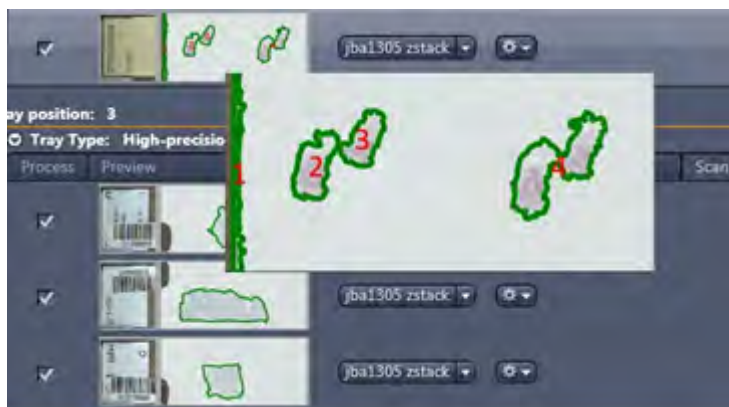 jba1305 zstack
ay position: 3
Tray Type: High-precisio
Process Preview Scan
1 2 3 4
jba1305 zstack
jba1305 zstack